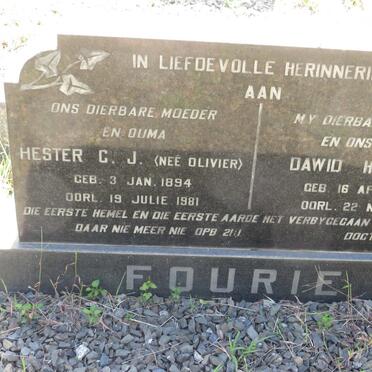 IN LIEFDEVOLLE HERINNERI
AAN
ONS DIERBARE MOEDER
EN OUMA
HESTER C. J. (NEÉ OLIVIER)
GEB. 3 JAN. 1894
OORL. 19 JULIE 1981
MY DIERBA
EN ONS
DAWID H
GEB. 16 AP
OORL. 22 
DIE EERSTE HEMEL EN DIE EERSTE AARDE HET VERBYGEGAAN
DAAR NIE MEER NIE OPB 21:1
FOURIE